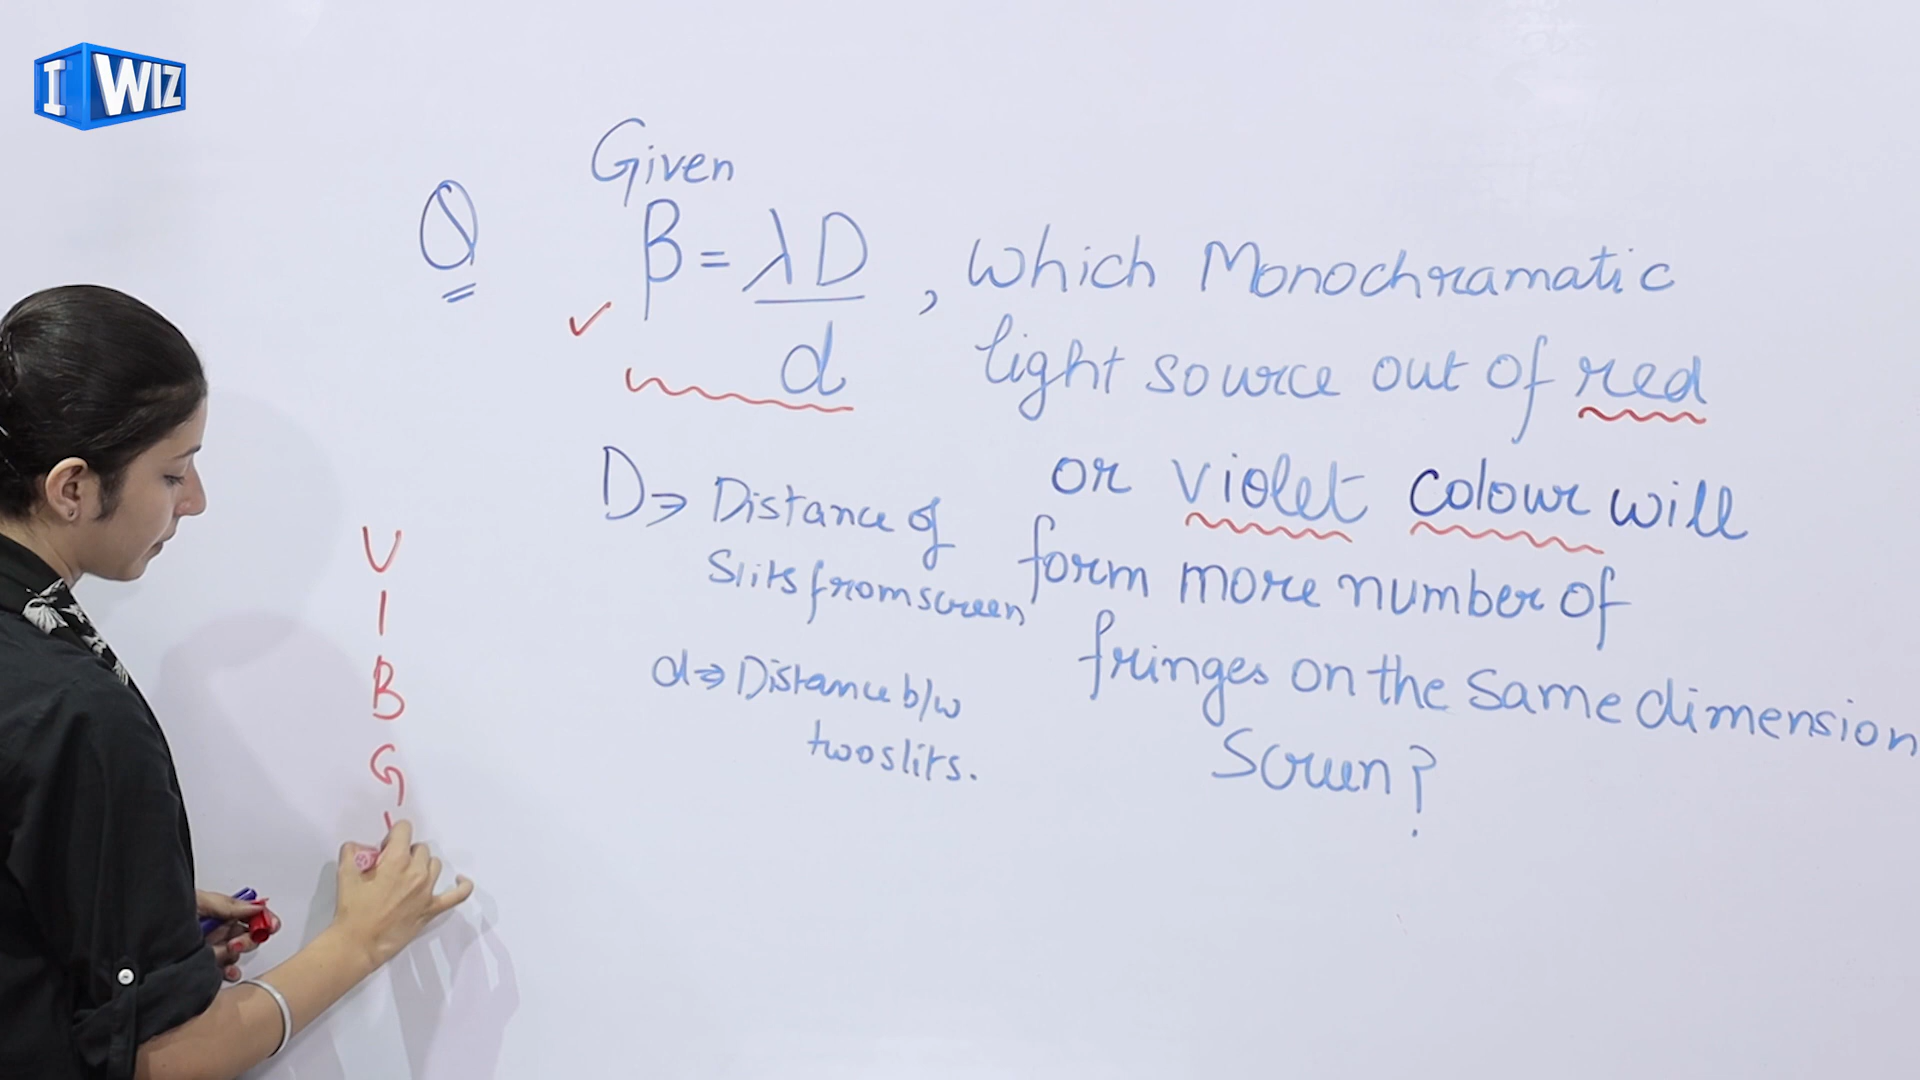 I WIZ
Given
Q β = λD / d , which Monochramatic
light source out of red
or violet colour will
form more number of
fringes on the same dimension
Screen?
D⇒ Distance of
Slits from screen
d⇒ Distance b/w
two slits.
V
I
B
G